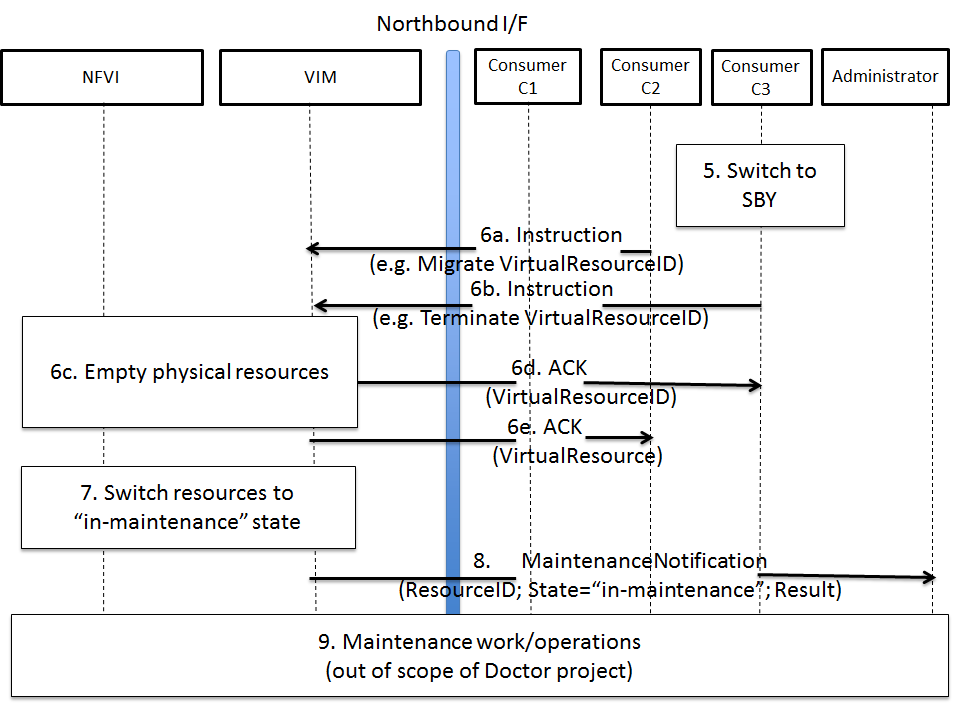 Northbound I/F
NFVI
VIM
Consumer
C1
Consumer
C2
Consumer
C3
Administrator
5. Switch to
SBY
6a. Instruction
(e.g. Migrate VirtualResourceID)
6b. Instruction
(e.g. Terminate VirtualResourceID)
6c. Empty physical resources
6d. ACK
(VirtualResourceID)
6e. ACK
(VirtualResource)
7. Switch resources to
“in-maintenance” state
8. MaintenanceNotification
(ResourceID; State=“in-maintenance”; Result)
9. Maintenance work/operations
(out of scope of Doctor project)